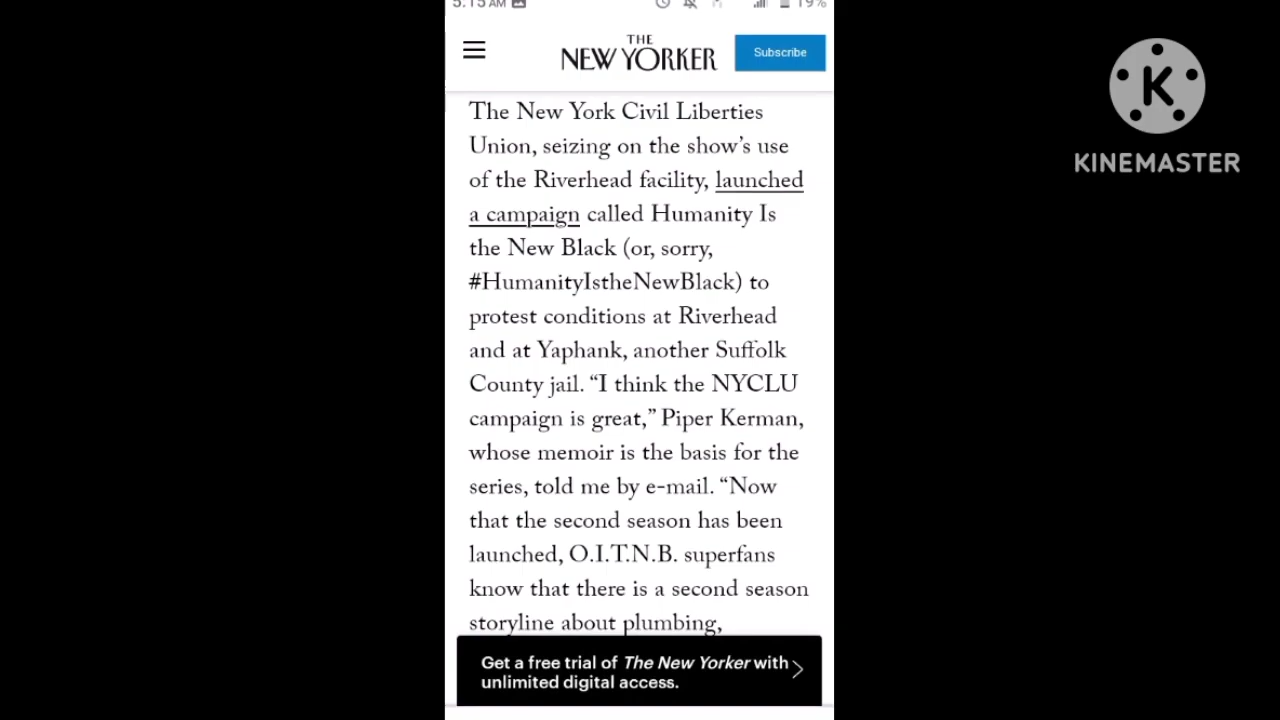 5:15 AM
19%
THE
NEW YORKER
Subscribe
K
KINEMASTER
The New York Civil Liberties
Union, seizing on the show’s use
of the Riverhead facility, launched
a campaign called Humanity Is
the New Black (or, sorry,
#HumanityIstheNewBlack) to
protest conditions at Riverhead
and at Yaphank, another Suffolk
County jail. “I think the NYCLU
campaign is great,” Piper Kerman,
whose memoir is the basis for the
series, told me by e-mail. “Now
that the second season has been
launched, O.I.T.N.B. superfans
know that there is a second season
storyline about plumbing,
Get a free trial of The New Yorker with
unlimited digital access.